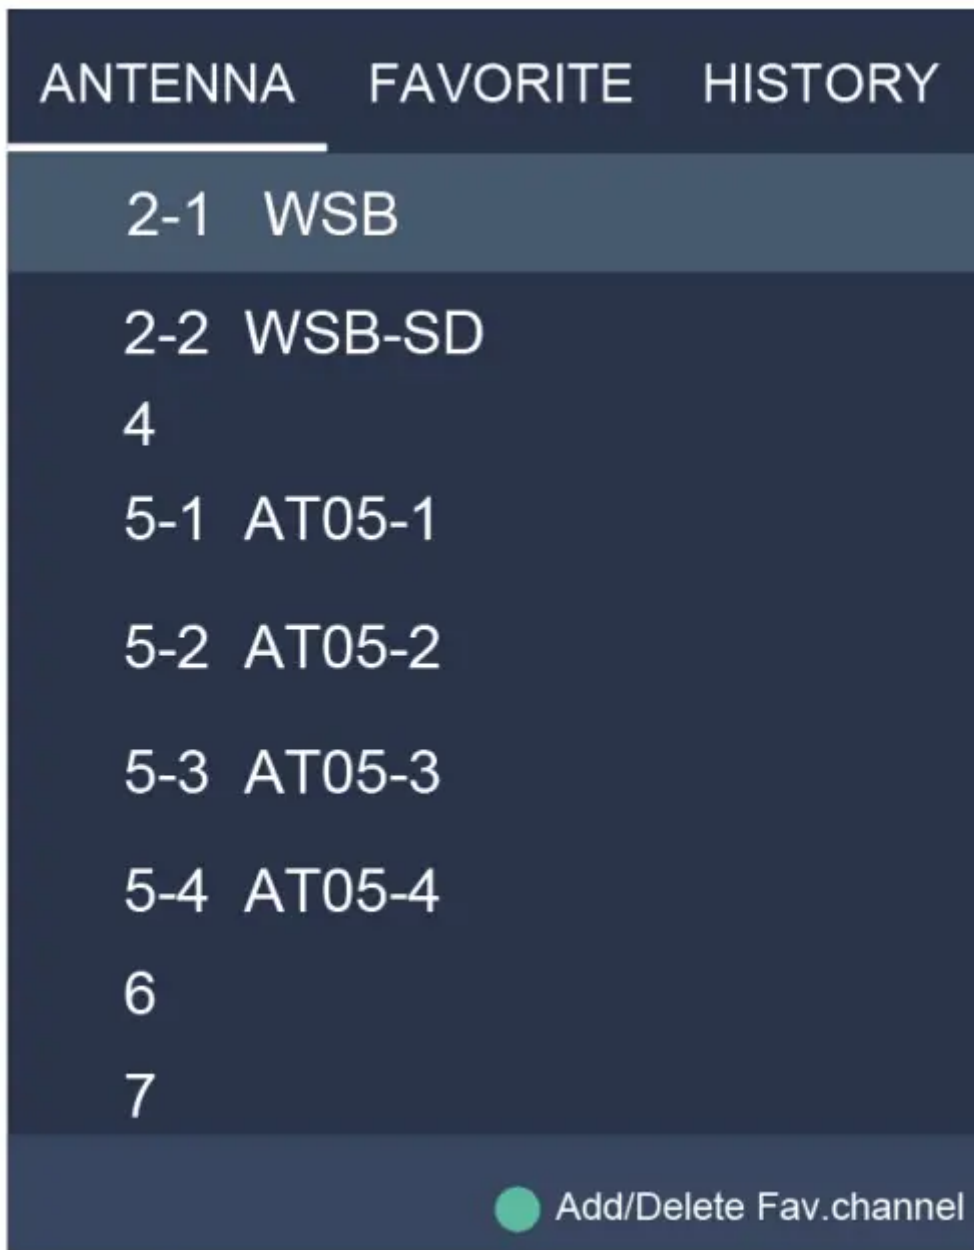 ANTENNA FAVORITE HISTORY
2-1 WSB
2-2 WSB-SD
4
5-1 AT05-1
5-2 AT05-2
5-3 AT05-3
5-4 AT05-4
6
7
Add/Delete Fav.channel